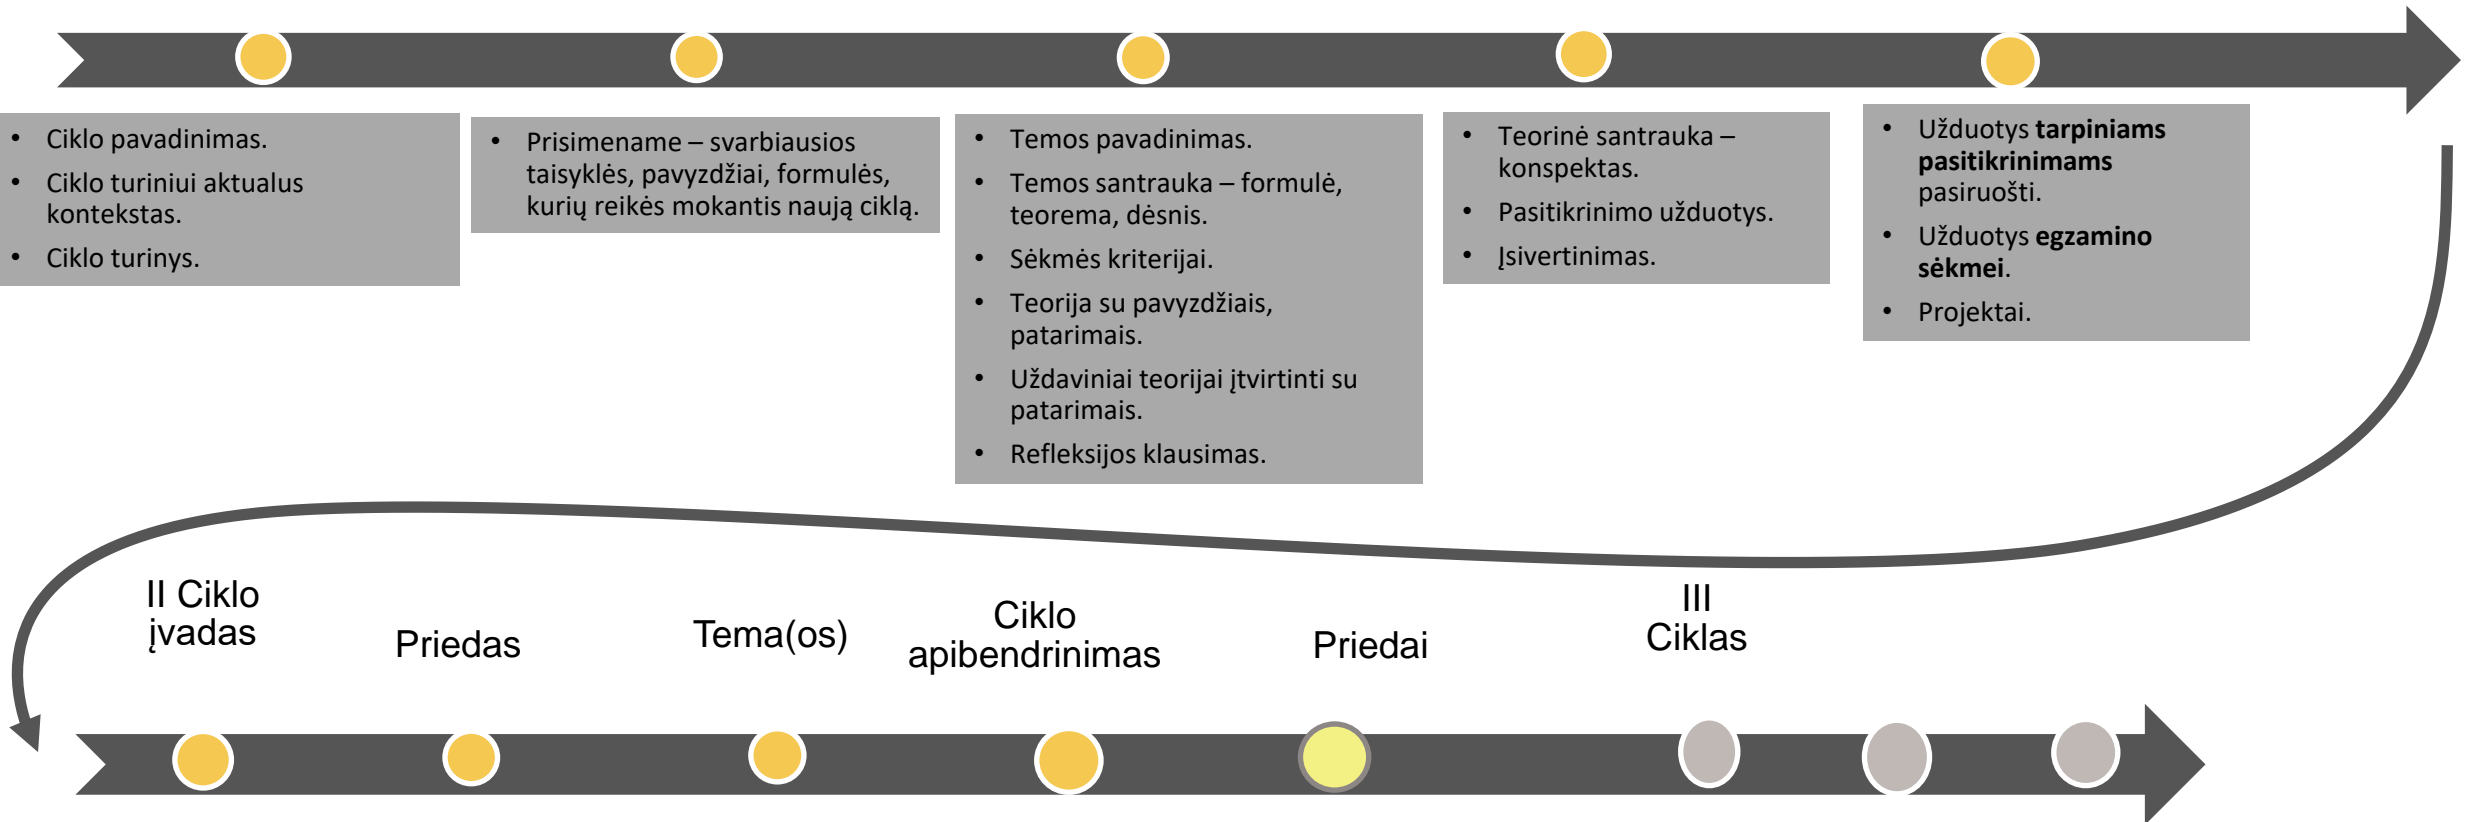 • Ciklo pavadinimas.
• Ciklo turiniui aktualus
kontekstas.
• Ciklo turinys.
• Prisimename – svarbiausios
taisyklės, pavyzdžiai, formulės,
kurių reikės mokantis naują ciklą.
• Temos pavadinimas.
• Temos santrauka – formulė,
teorema, dėsnis.
• Sėkmės kriterijai.
• Teorija su pavyzdžiais,
patarimais.
• Uždaviniai teorijai įtvirtinti su
patarimais.
• Refleksijos klausimas.
• Teorinė santrauka –
konspektas.
• Pasitikrinimo užduotys.
• Įsivertinimas.
• Užduotys tarpiniams
pasitikrinimams
pasiruošti.
• Užduotys egzamino
sėkmei.
• Projektai.
II Ciklo
įvadas
Priedas
Tema(os)
Ciklo
apibendrinimas
Priedai
III
Ciklas